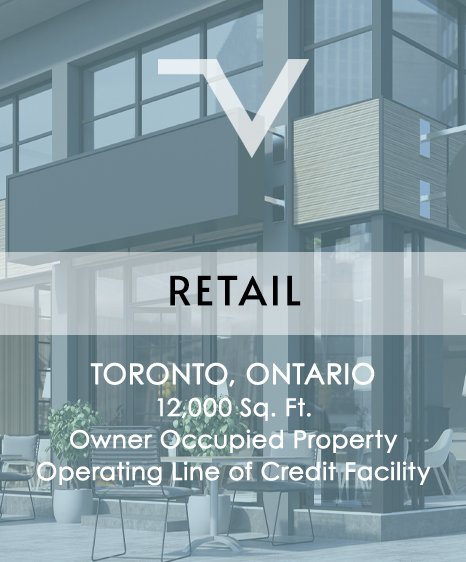 RETAIL
TORONTO, ONTARIO
12,000 Sq. Ft.
Owner Occupied Property
Operating Line of Credit Facility